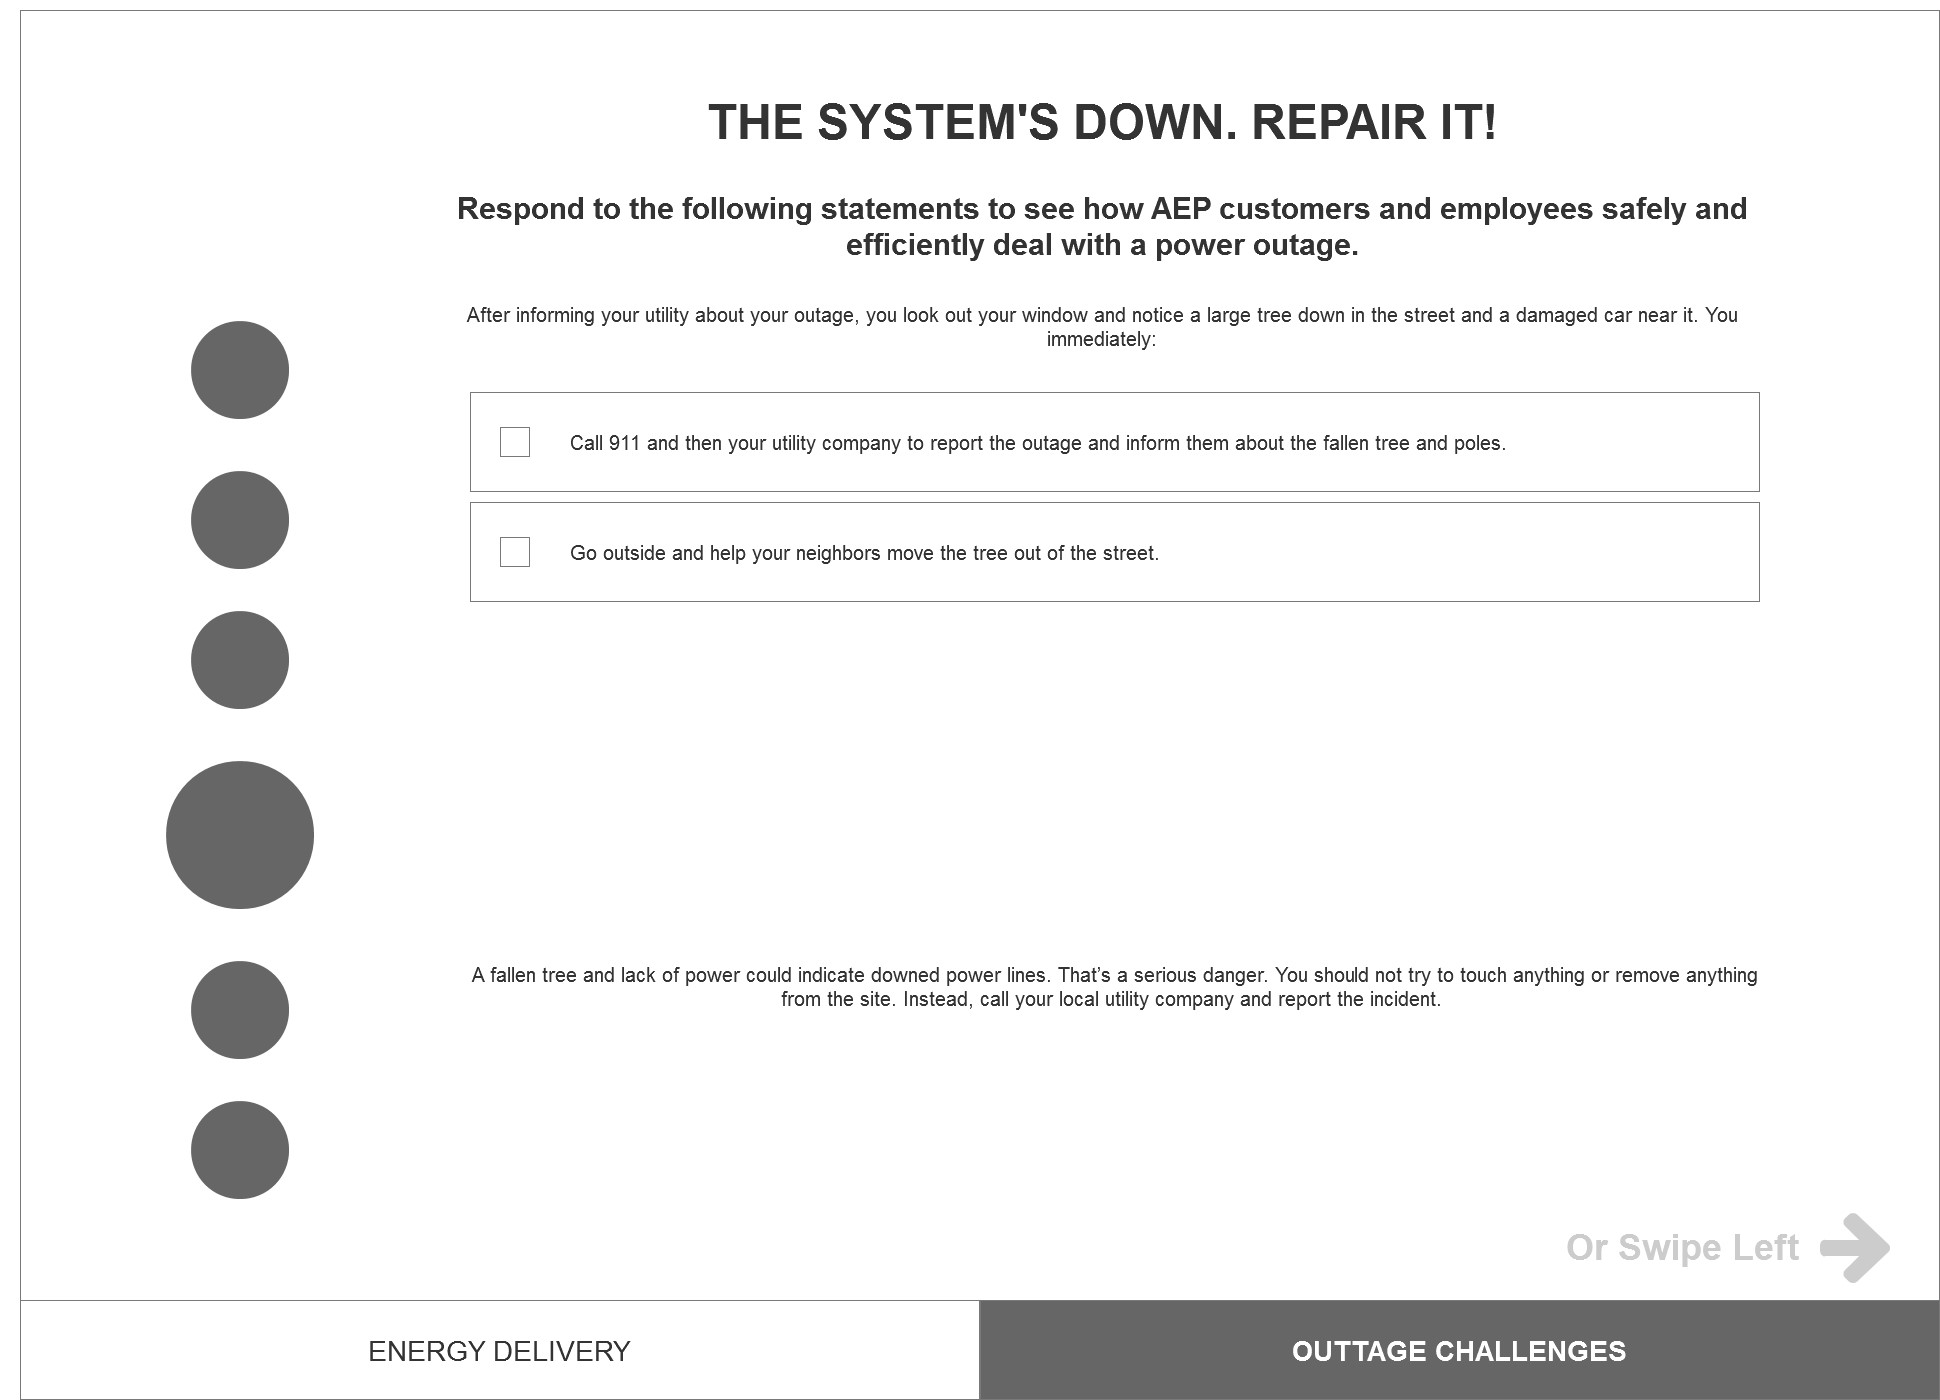 THE SYSTEM'S DOWN. REPAIR IT!
Respond to the following statements to see how AEP customers and employees safely and
efficiently deal with a power outage.
After informing your utility about your outage, you look out your window and notice a large tree down in the street and a damaged car near it. You
immediately:
Call 911 and then your utility company to report the outage and inform them about the fallen tree and poles.
Go outside and help your neighbors move the tree out of the street.
A fallen tree and lack of power could indicate downed power lines. That’s a serious danger. You should not try to touch anything or remove anything
from the site. Instead, call your local utility company and report the incident.
Or Swipe Left
ENERGY DELIVERY
OUTTAGE CHALLENGES